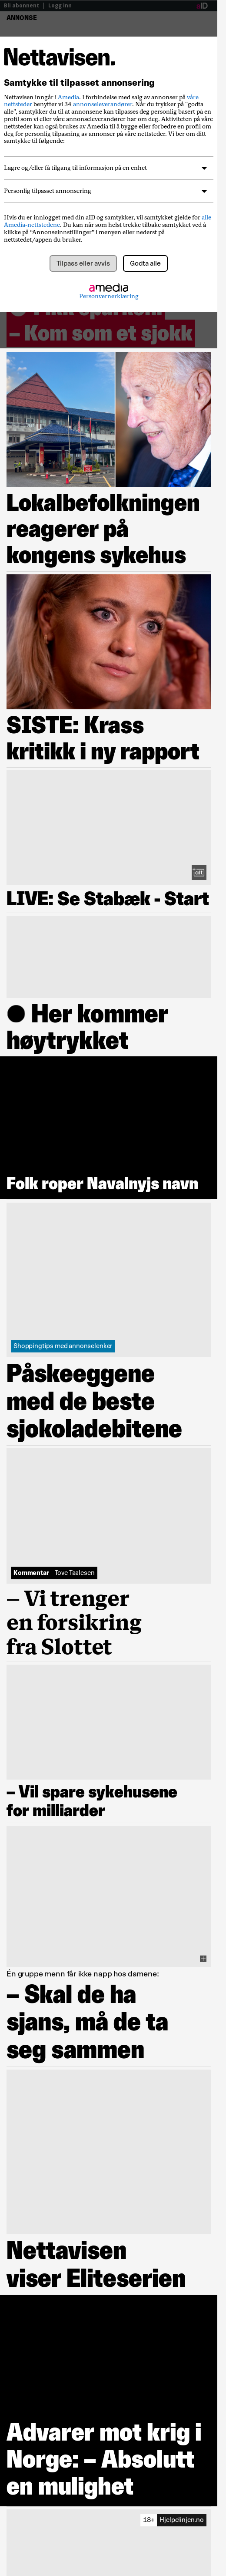 Bli abonnent | Logg inn
aID
ANNONSE
Nettavisen.
Samtykke til tilpasset annonsering
Nettavisen inngår i Amedia. I forbindelse med salg av annonser på våre
nettsteder benytter vi 34 annonseleverandører. Når du trykker på "godta
alle", samtykker du til at annonsene kan tilpasses deg personlig basert på en
profil som vi eller våre annonseleverandører har om deg. Aktiviteten din på vårt
nettsteder kan også brukes av Amedia til å bygge eller forbedre en profil om
deg for personlig tilpasning av annonser på våre nettsteder. Vi ber om ditt
samtykke til følgende:
Lagre og/eller få tilgang til informasjon på en enhet
Personlig tilpasset annonsering
Hvis du er innlogget med din aID og samtykker, vil samtykket gjelde for alle
Amedia-nettstedene. Du kan når som helst trekke tilbake samtykket ved å
klikke på “Annonseinnstillinger” i menyen eller nederst på
nettstedet/appen du bruker.
Tilpass eller avvis
Godta alle
amedia
Personvernerklæring
– Kom som et sjokk
Lokalbefolkningen
reagerer på
kongens sykehus
SISTE: Krass
kritikk i ny rapport
LIVE: Se Stabæk - Start
Her kommer
høytrykket
Folk roper Navalnyjs navn
Shoppingtips med annonselenker
Påskeeggene
med de beste
sjokoladebitene
Kommentar | Tove Taalesen
– Vi trenger
en forsikring
fra Slottet
– Vil spare sykehusene
for milliarder
Én gruppe menn får ikke napp hos damene:
– Skal de ha
sjans, må de ta
seg sammen
Nettavisen
viser Eliteserien
Advarer mot krig i
Norge: – Absolutt
en mulighet
18+ Hjelpelinjen.no